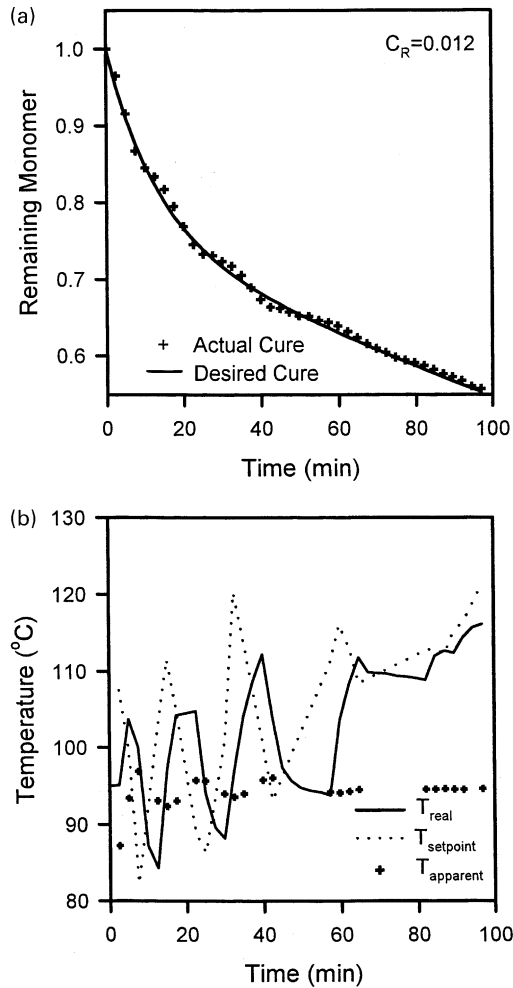 (a)
C_R=0.012
1.0
0.9
0.8
0.7
0.6
Remaining Monomer
+ Actual Cure
Desired Cure
0 20 40 60 80 100
Time (min)
(b)
130
120
110
100
90
80
Temperature (°C)
T_real
T_setpoint
T_apparent
0 20 40 60 80 100
Time (min)